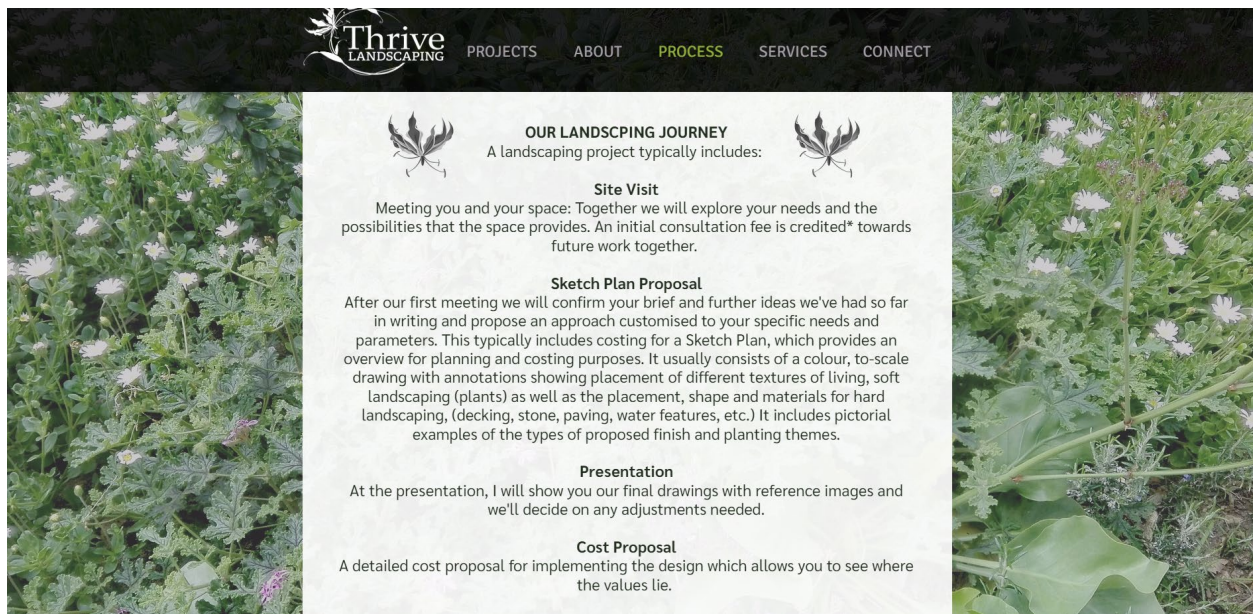 Thrive
LANDSCAPING
PROJECTS ABOUT PROCESS SERVICES CONNECT
OUR LANDSCPING JOURNEY
A landscaping project typically includes:
Site Visit
Meeting you and your space: Together we will explore your needs and the
possibilities that the space provides. An initial consultation fee is credited* towards
future work together.
Sketch Plan Proposal
After our first meeting we will confirm your brief and further ideas we've had so far
in writing and propose an approach customised to your specific needs and
parameters. This typically includes costing for a Sketch Plan, which provides an
overview for planning and costing purposes. It usually consists of a colour, to-scale
drawing with annotations showing placement of different textures of living, soft
landscaping (plants) as well as the placement, shape and materials for hard
landscaping, (decking, stone, paving, water features, etc.) It includes pictorial
examples of the types of proposed finish and planting themes.
Presentation
At the presentation, I will show you our final drawings with reference images and
we'll decide on any adjustments needed.
Cost Proposal
A detailed cost proposal for implementing the design which allows you to see where
the values lie.